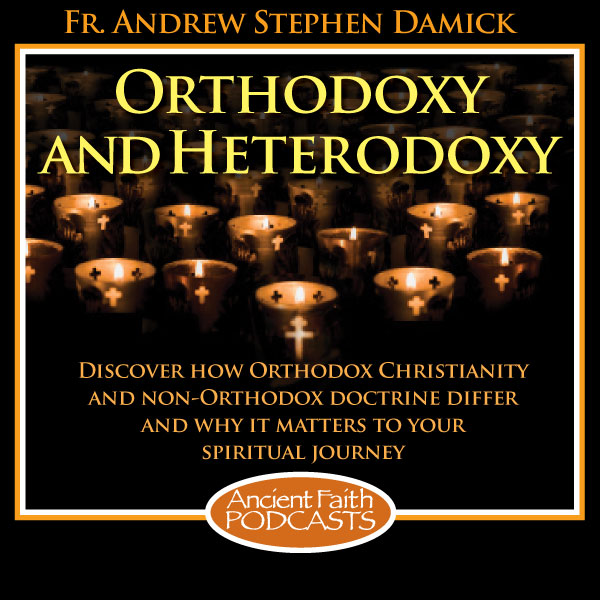 Fr. Andrew Stephen Damick
Orthodoxy
and Heterodoxy
Discover how Orthodox Christianity
and non-Orthodox doctrine differ
and why it matters to your
spiritual journey
Ancient Faith
PODCASTS